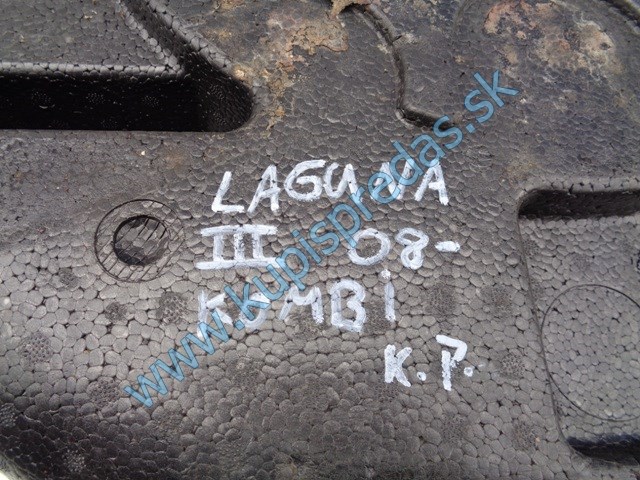 LAGUNA
III 08-
KOMBi
K.P.
www.kupispredas.sk